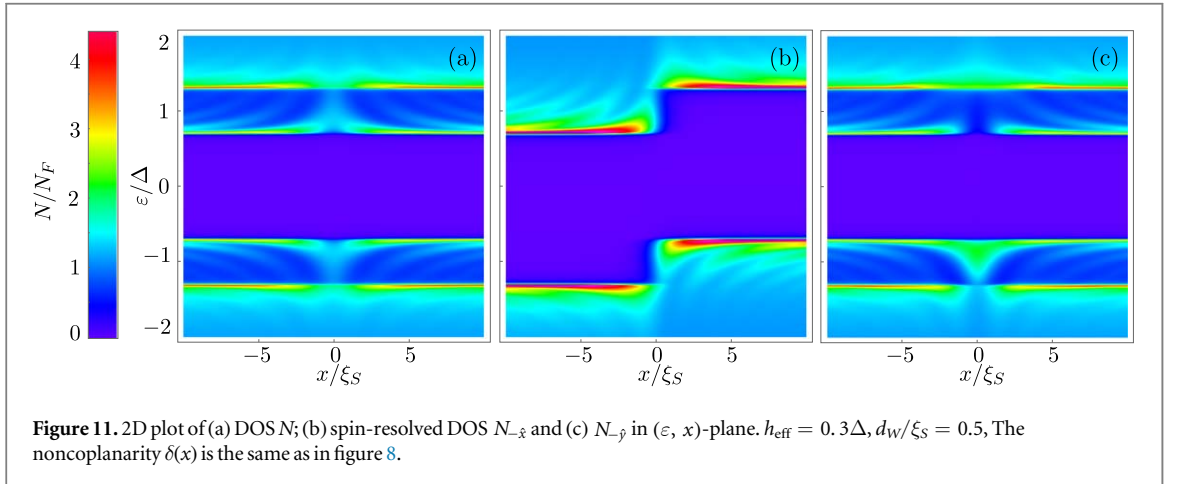 4
3
2
1
0
N/N_F
2
1
0
−1
−2
ε/Δ
(a)
(b)
(c)
−5 0 5
−5 0 5
−5 0 5
x/ξ_S
x/ξ_S
x/ξ_S
Figure 11. 2D plot of (a) DOS N; (b) spin-resolved DOS N_{−x̂} and (c) N_{−ŷ} in (ε, x)-plane. h_eff = 0.3Δ, d_W/ξ_S = 0.5, The
noncoplanarity δ(x) is the same as in figure 8.